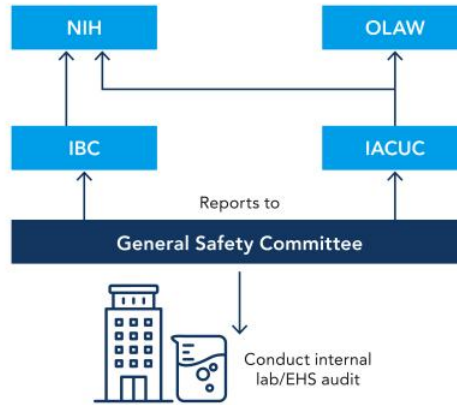 NIH
OLAW
IBC
IACUC
Reports to
General Safety Committee
Conduct internal
lab/EHS audit